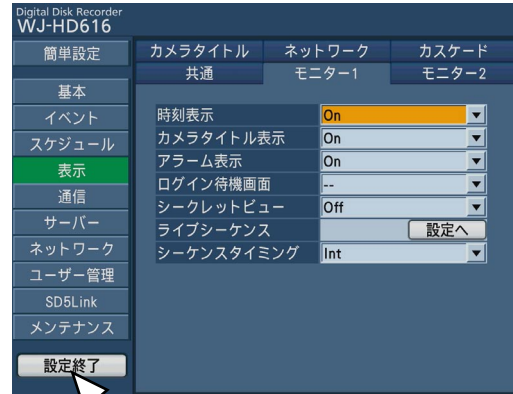 Digital Disk Recorder
WJ-HD616
簡単設定
基本
イベント
スケジュール
表示
通信
サーバー
ネットワーク
ユーザー管理
SD5Link
メンテナンス
設定終了
カメラタイトル ネットワーク カスケード
共通 モニター1 モニター2
時刻表示 On
カメラタイトル表示 On
アラーム表示 On
ログイン待機画面 --
シークレットビュー Off
ライブシーケンス 設定へ
シーケンスタイミング Int